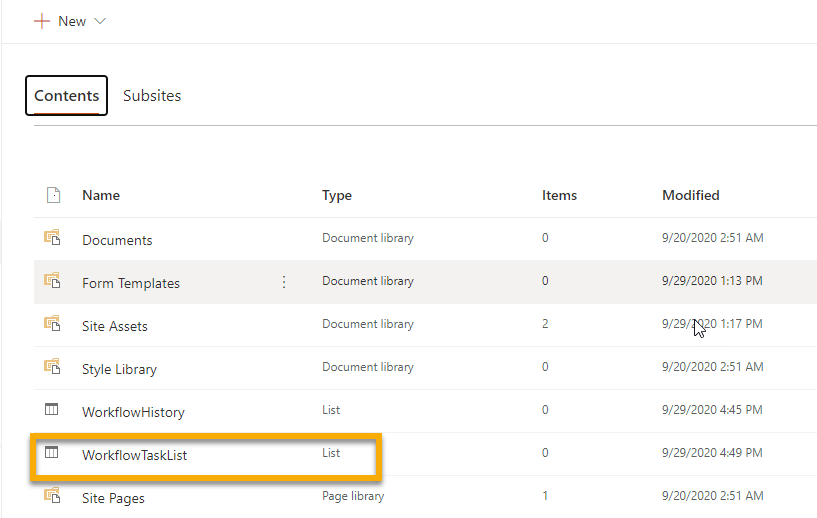 New
Contents Subsites
Name Type Items Modified
Documents Document library 0 9/20/2020 2:51 AM
Form Templates Document library 0 9/29/2020 1:13 PM
Site Assets Document library 2 9/29/2020 1:17 PM
Style Library Document library 0 9/20/2020 2:51 AM
WorkflowHistory List 0 9/29/2020 4:45 PM
WorkflowTaskList List 0 9/29/2020 4:49 PM
Site Pages Page library 1 9/20/2020 2:51 AM